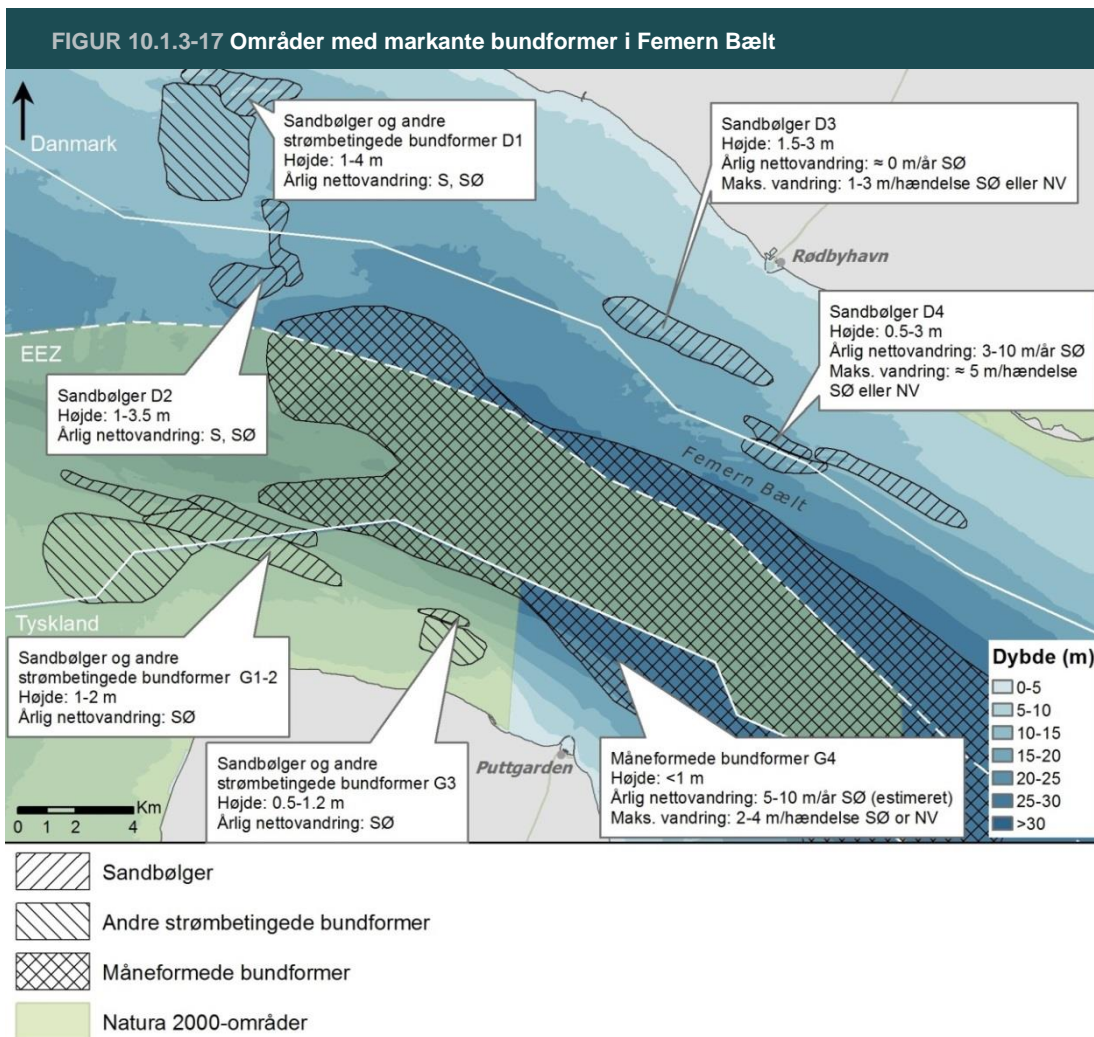 FIGUR 10.1.3-17 Områder med markante bundformer i Femern Bælt
Danmark
Sandbølger og andre
strømbetingede bundformer D1
Højde: 1-4 m
Årlig nettovandring: S, SØ
Sandbølger D3
Højde: 1.5-3 m
Årlig nettovandring: ≈ 0 m/år SØ
Maks. vandring: 1-3 m/hændelse SØ eller NV
Rødbyhavn
Sandbølger D4
Højde: 0.5-3 m
Årlig nettovandring: 3-10 m/år SØ
Maks. vandring: ≈ 5 m/hændelse
SØ eller NV
EEZ
Sandbølger D2
Højde: 1-3.5 m
Årlig nettovandring: S, SØ
Femern Bælt
Tyskland
Sandbølger og andre
strømbetingede bundformer G1-2
Højde: 1-2 m
Årlig nettovandring: SØ
Sandbølger og andre
strømbetingede bundformer G3
Højde: 0.5-1.2 m
Årlig nettovandring: SØ
Puttgarden
Måneformede bundformer G4
Højde: <1 m
Årlig nettovandring: 5-10 m/år SØ (estimeret)
Maks. vandring: 2-4 m/hændelse SØ or NV
Dybde (m)
0-5
5-10
10-15
15-20
20-25
25-30
>30
Km
0 1 2 4
Sandbølger
Andre strømbetingede bundformer
Måneformede bundformer
Natura 2000-områder